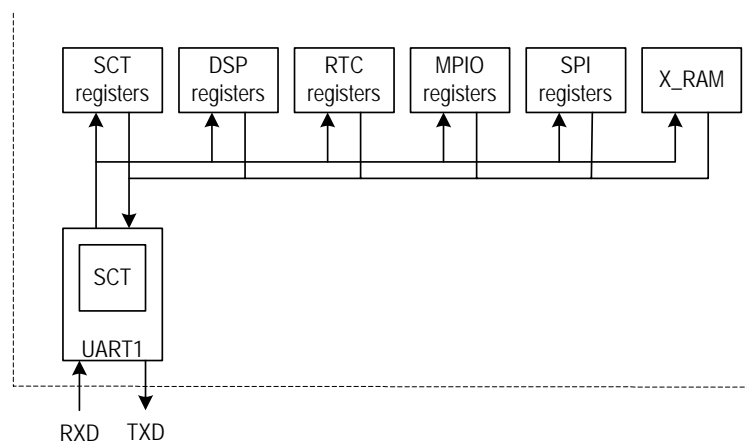 SCT
registers
DSP
registers
RTC
registers
MPIO
registers
SPI
registers
X_RAM
SCT
UART1
RXD
TXD